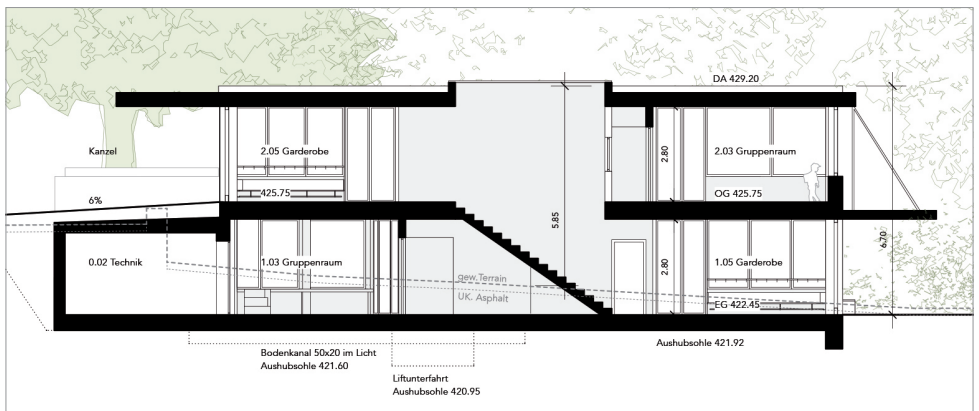 DA 429.20
Kanzel
2.05 Garderobe
2.80
2.03 Gruppenraum
425.75
OG 425.75
6%
5.85
6.70
0.02 Technik
1.03 Gruppenraum
gew.Terrain
UK. Asphalt
2.80
1.05 Garderobe
EG 422.45
Bodenkanal 50x20 im Licht
Aushubsohle 421.60
Aushubsohle 421.92
Liftunterfahrt
Aushubsohle 420.95